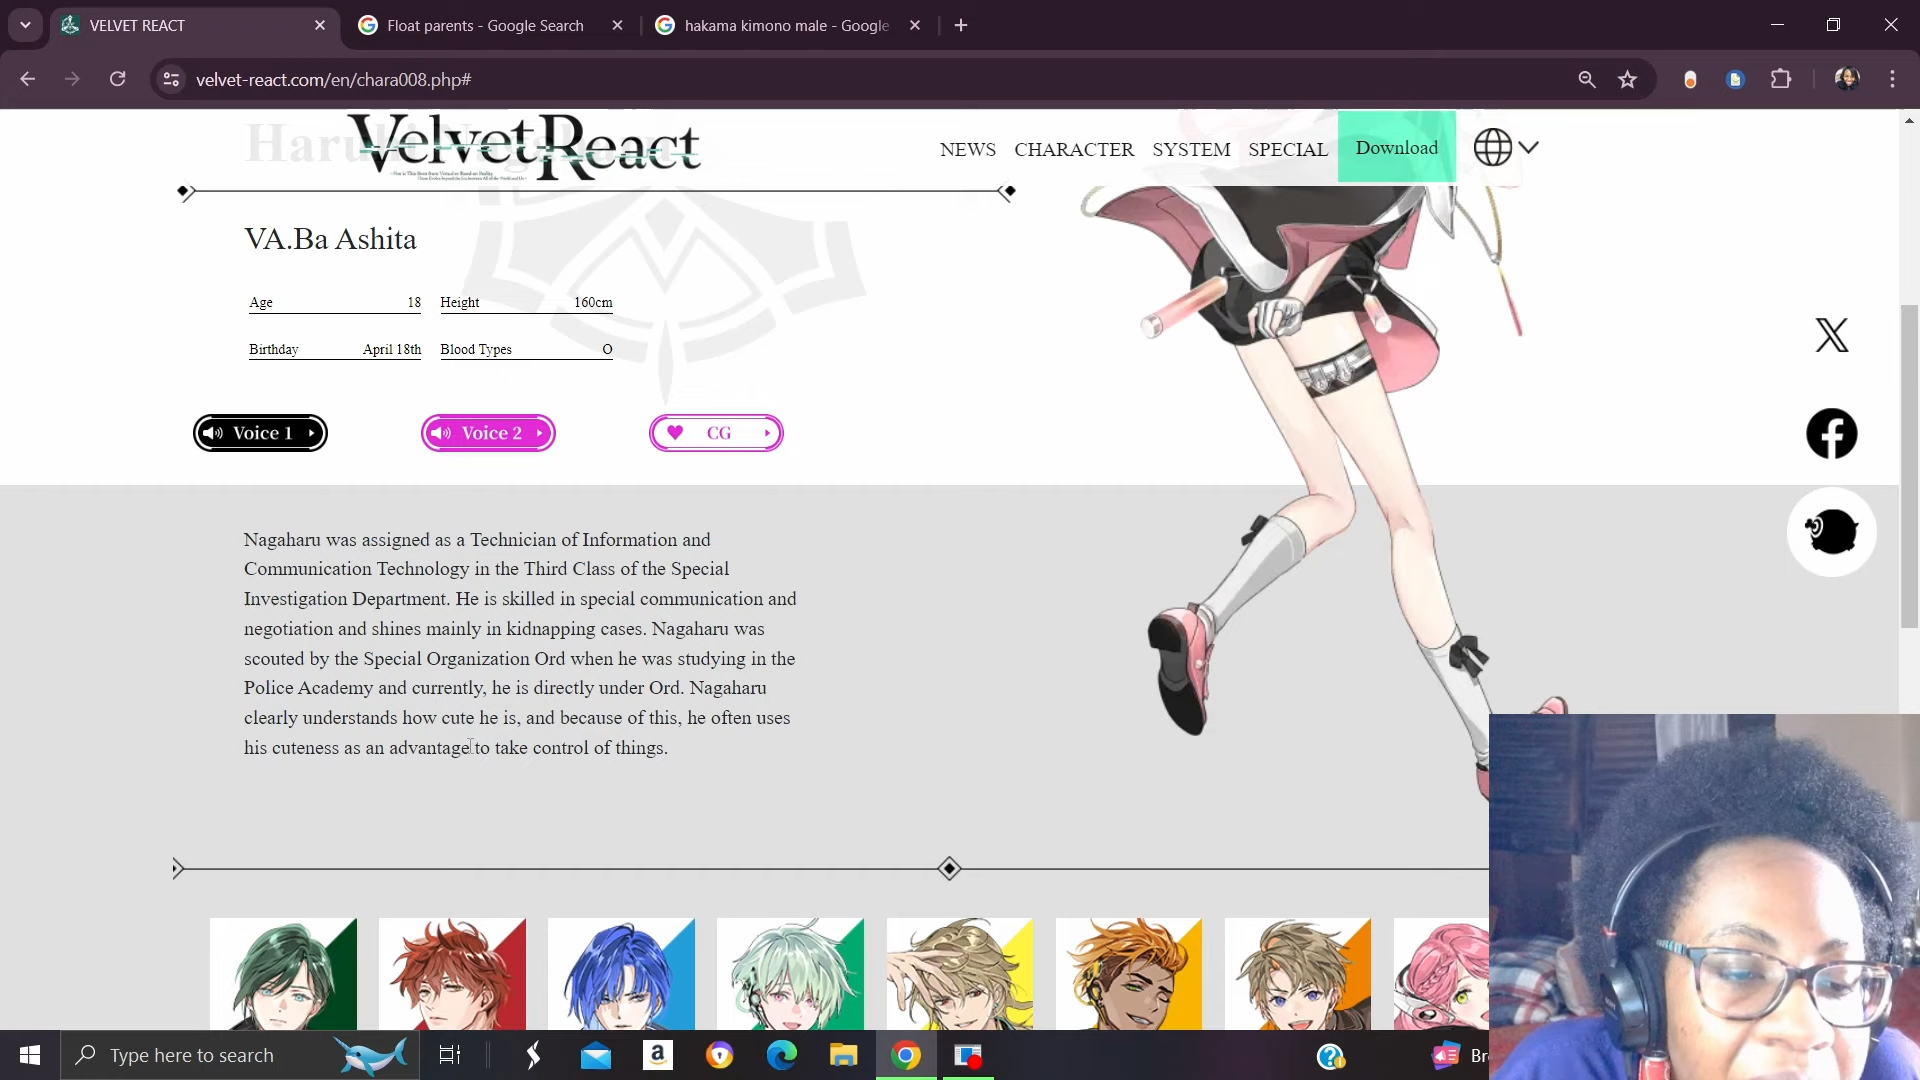 VELVET REACT
Float parents - Google Search
hakama kimono male - Google
velvet-react.com/en/chara008.php#
VelvetReact
NEWS
CHARACTER
SYSTEM
SPECIAL
Download
VA.Ba Ashita
Age 18
Height 160cm
Birthday April 18th
Blood Types O
Voice 1
Voice 2
CG
Nagaharu was assigned as a Technician of Information and
Communication Technology in the Third Class of the Special
Investigation Department. He is skilled in special communication and
negotiation and shines mainly in kidnapping cases. Nagaharu was
scouted by the Special Organization Ord when he was studying in the
Police Academy and currently, he is directly under Ord. Nagaharu
clearly understands how cute he is, and because of this, he often uses
his cuteness as an advantage to take control of things.
Type here to search